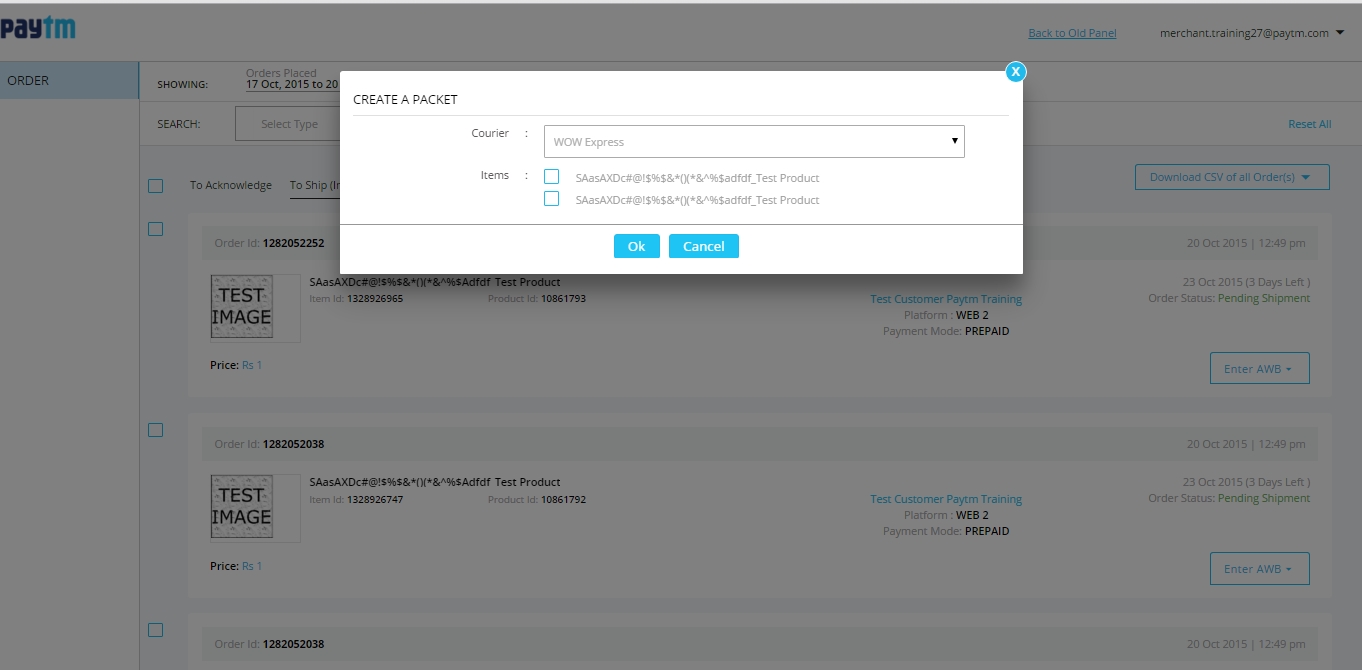 paytm
Back to Old Panel
merchant.training27@paytm.com
ORDER
SHOWING:
Orders Placed
17 Oct, 2015 to 20
X
CREATE A PACKET
SEARCH:
Select Type
Reset All
Courier :
WOW Express
Items :
SAasAXDc#@!$%$&*()(*&^%$adfdf_Test Product
SAasAXDc#@!$%$&*()(*&^%$adfdf_Test Product
Ok
Cancel
To Acknowledge
To Ship (In
Download CSV of all Order(s)
Order Id: 1282052252
20 Oct 2015 | 12:49 pm
TEST
IMAGE
SAasAXDc#@!$%$&*()(*&^%$Adfdf Test Product
Item Id: 1328926965
Product Id: 10861793
Test Customer Paytm Training
Platform : WEB 2
Payment Mode: PREPAID
23 Oct 2015 (3 Days Left )
Order Status: Pending Shipment
Price: Rs 1
Enter AWB
Order Id: 1282052038
20 Oct 2015 | 12:49 pm
TEST
IMAGE
SAasAXDc#@!$%$&*()(*&^%$Adfdf Test Product
Item Id: 1328926747
Product Id: 10861792
Test Customer Paytm Training
Platform : WEB 2
Payment Mode: PREPAID
23 Oct 2015 (3 Days Left )
Order Status: Pending Shipment
Price: Rs 1
Enter AWB
Order Id: 1282052038
20 Oct 2015 | 12:49 pm